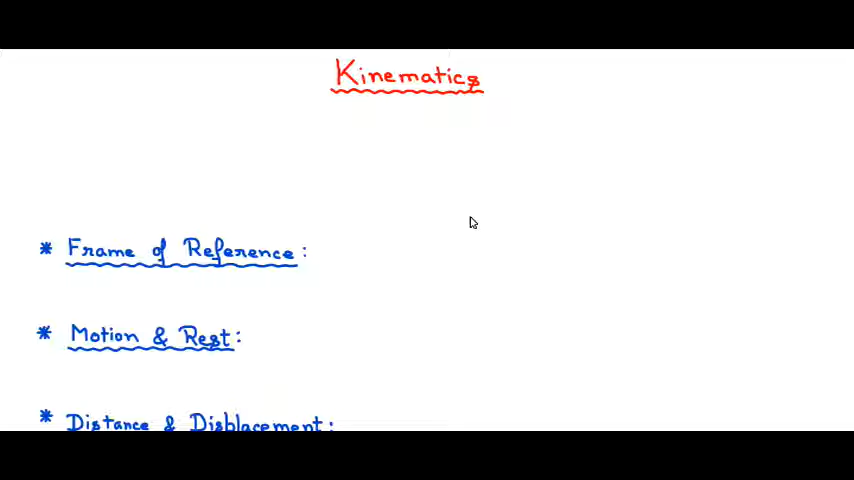 Kinematics
* Frame of Reference:
* Motion & Rest:
* Distance & Displacement: